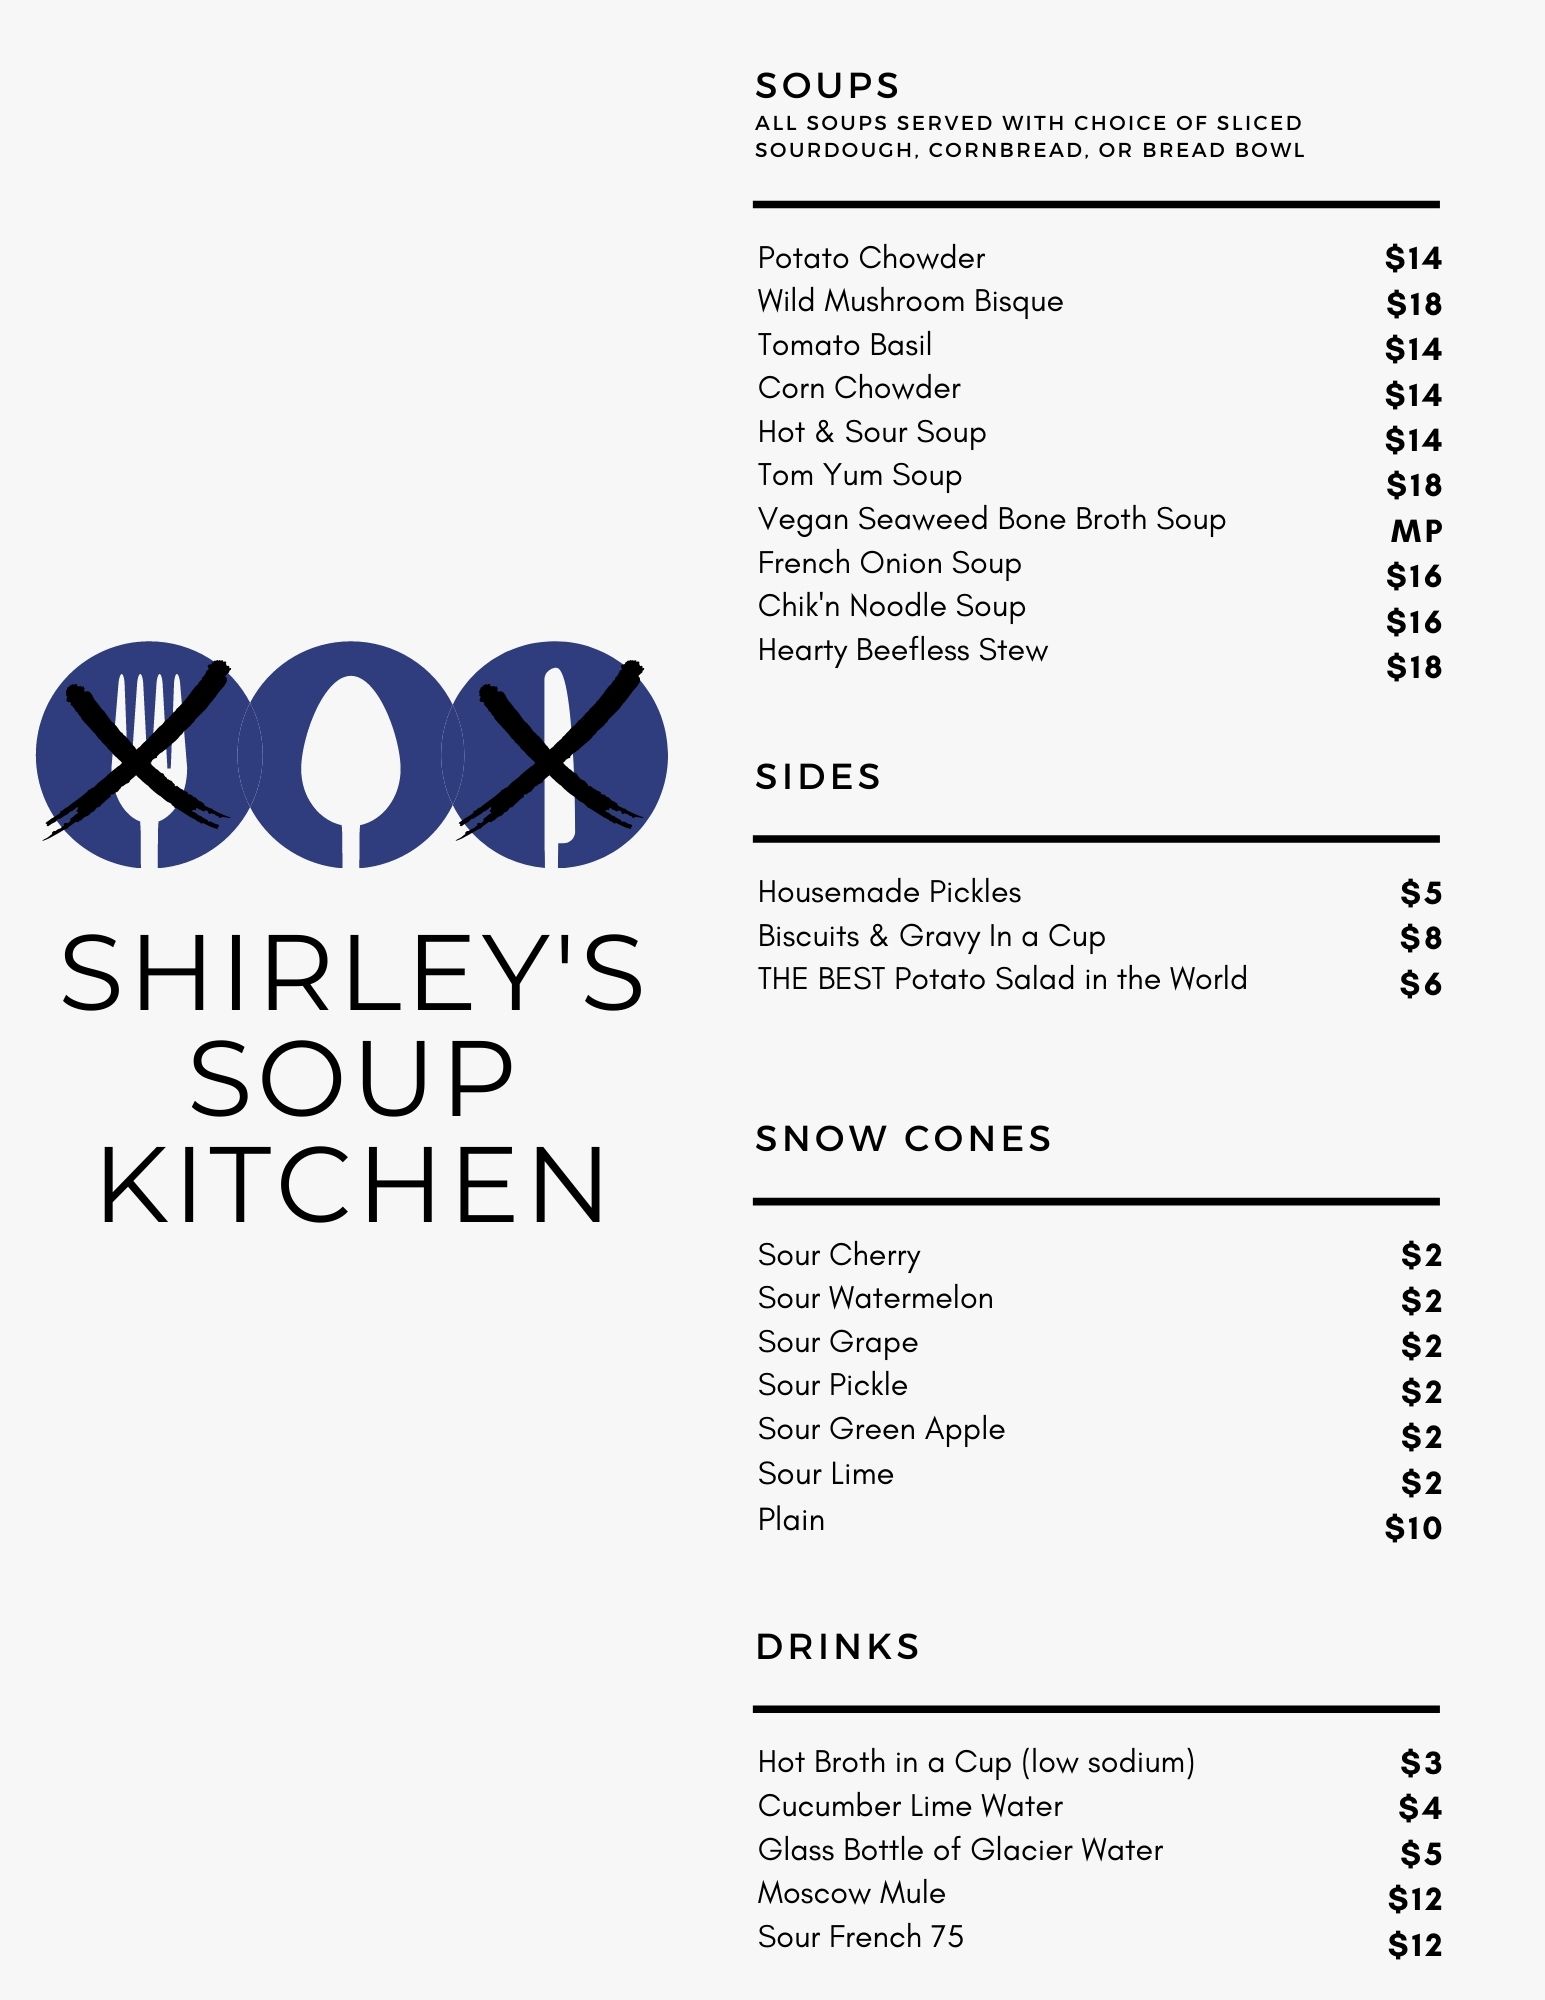 SHIRLEY'S
SOUP
KITCHEN
SOUPS
ALL SOUPS SERVED WITH CHOICE OF SLICED
SOURDOUGH, CORNBREAD, OR BREAD BOWL
Potato Chowder $14
Wild Mushroom Bisque $18
Tomato Basil $14
Corn Chowder $14
Hot & Sour Soup $14
Tom Yum Soup $18
Vegan Seaweed Bone Broth Soup MP
French Onion Soup $16
Chik'n Noodle Soup $16
Hearty Beefless Stew $18
SIDES
Housemade Pickles $5
Biscuits & Gravy In a Cup $8
THE BEST Potato Salad in the World $6
SNOW CONES
Sour Cherry $2
Sour Watermelon $2
Sour Grape $2
Sour Pickle $2
Sour Green Apple $2
Sour Lime $2
Plain $10
DRINKS
Hot Broth in a Cup (low sodium) $3
Cucumber Lime Water $4
Glass Bottle of Glacier Water $5
Moscow Mule $12
Sour French 75 $12